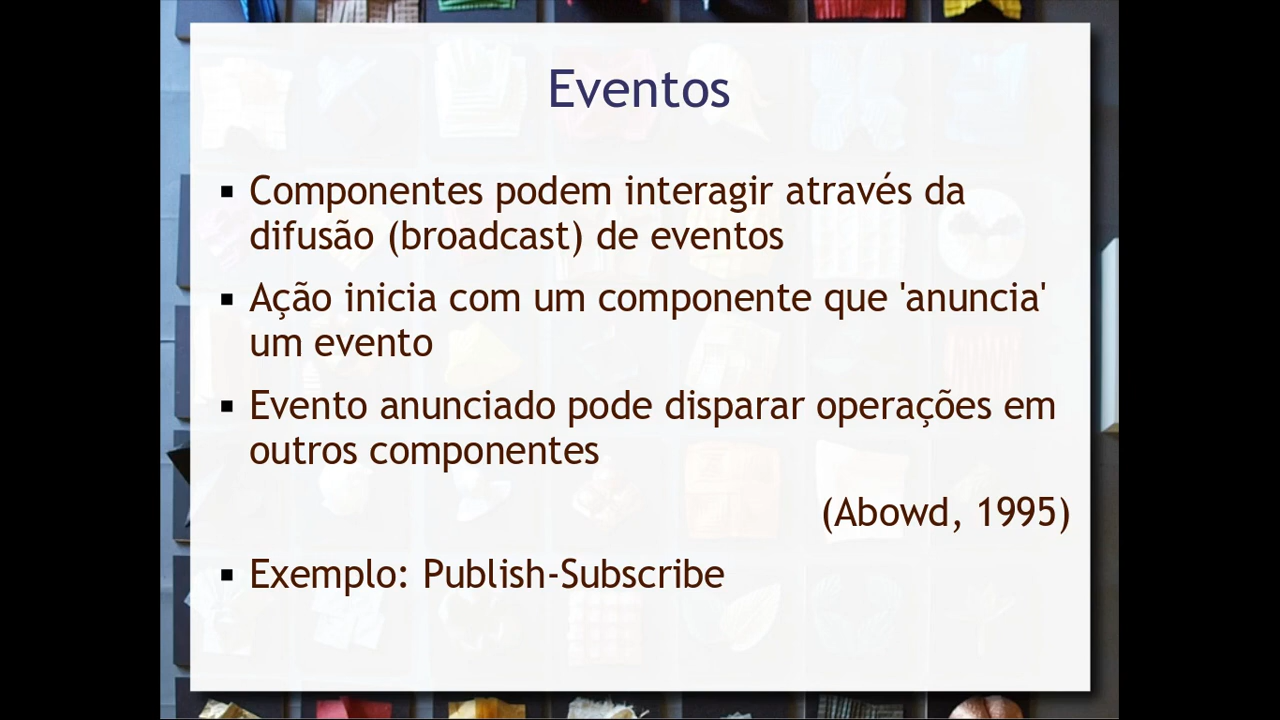 Eventos
▪ Componentes podem interagir através da
difusão (broadcast) de eventos
▪ Ação inicia com um componente que 'anuncia'
um evento
▪ Evento anunciado pode disparar operações em
outros componentes
(Abowd, 1995)
▪ Exemplo: Publish-Subscribe